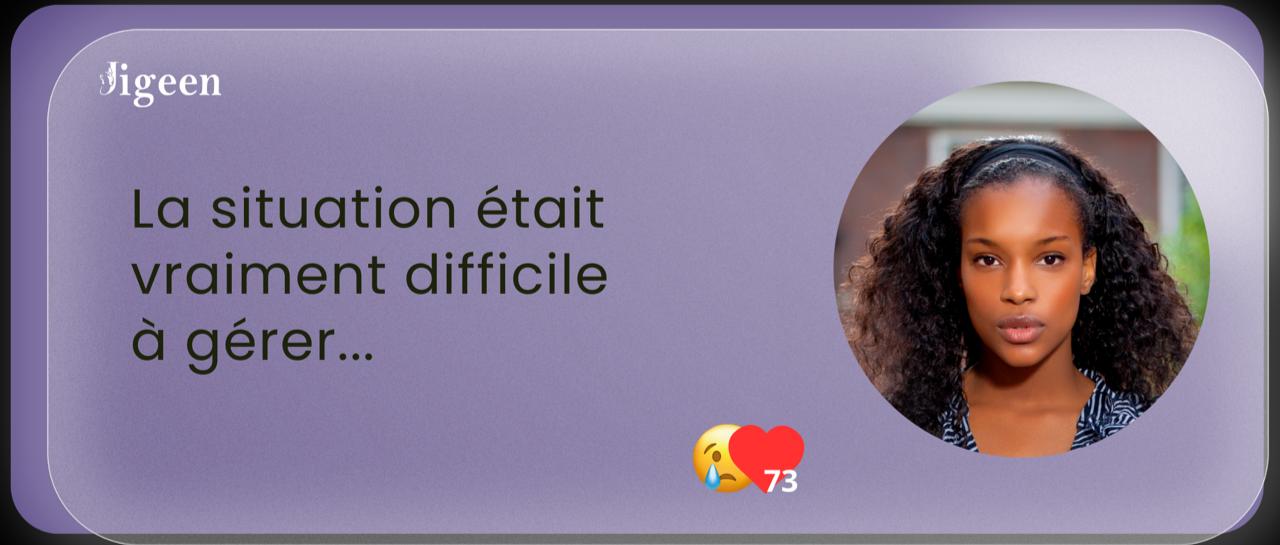 Jigeen
La situation était
vraiment difficile
à gérer...
73